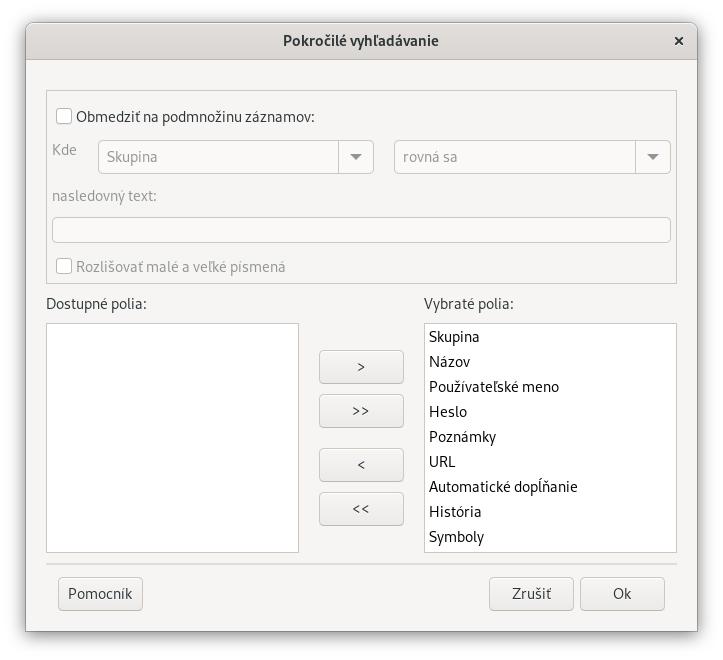 Pokročilé vyhľadávanie
×
Obmedziť na podmnožinu záznamov:
Kde Skupina rovná sa
nasledovný text:
Rozlišovať malé a veľké písmená
Dostupné polia: Vybraté polia:
Skupina
Názov
>
Používateľské meno
>>
Heslo
Poznámky
<
URL
Automatické dopĺňanie
<<
História
Symboly
Pomocník Zrušiť Ok